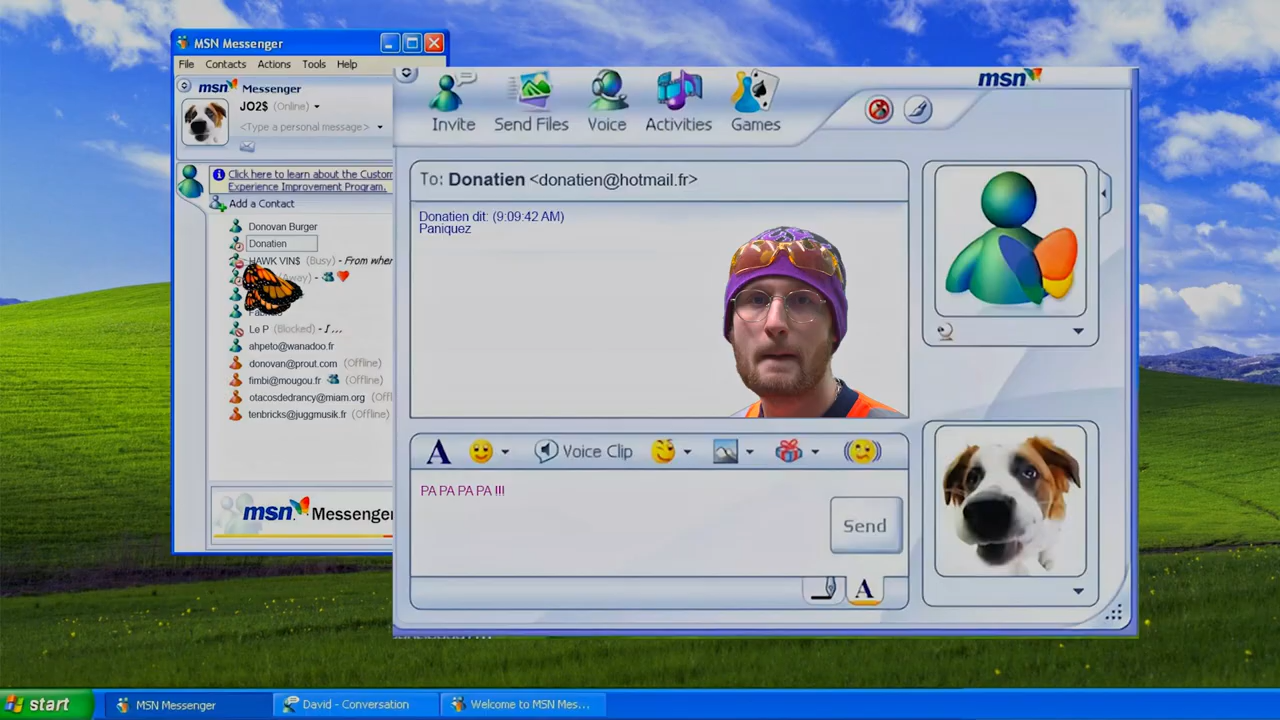 MSN Messenger
File Contacts Actions Tools Help
msn Messenger
JO2$ (Online)
<Type a personal message>
Click here to learn about the Custom
Experience Improvement Program.
Add a Contact
Donovan Burger
Donatien
HAWK VIN$ (Busy) - From wher
(Away) -
Le P (Blocked) - I ...
ahpeto@wanadoo.fr
donovan@prout.com (Offline)
fimbi@mougou.fr (Offline)
otacosdedrancy@miam.org (Offl
tenbricks@juggmusik.fr (Offline)
msn Messenger
Invite Send Files Voice Activities Games
msn
To: Donatien <donatien@hotmail.fr>
Donatien dit: (9:09:42 AM)
Paniquez
A Voice Clip
PA PA PA PA !!!
Send
A
start MSN Messenger David - Conversation Welcome to MSN Mes...